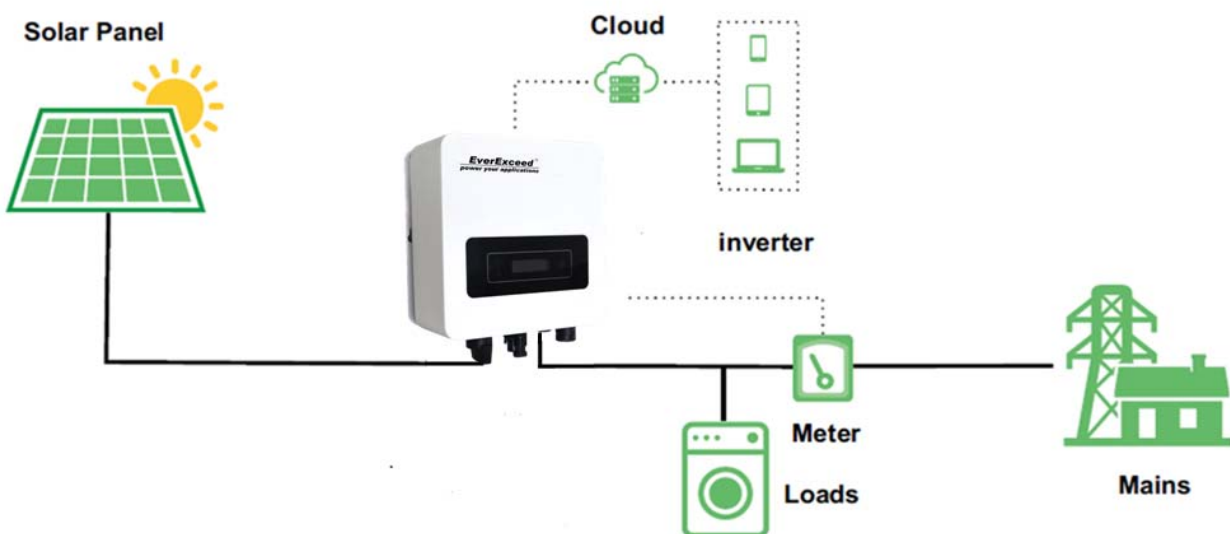 Solar Panel
Cloud
EverExceed®
power your applications
inverter
Meter
Loads
Mains